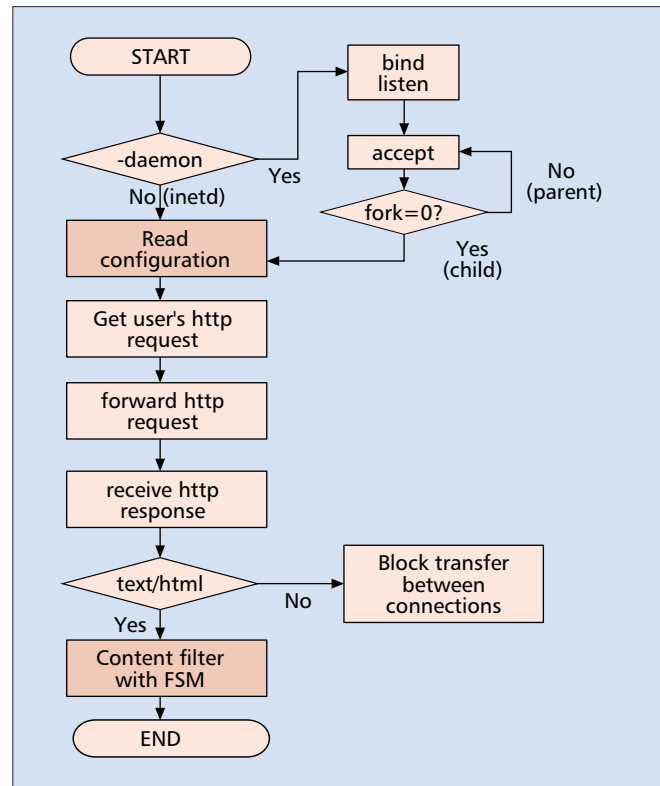 START
bind
listen
-daemon
Yes
accept
No
(parent)
No (inetd)
fork=0?
Read
configuration
Yes
(child)
Get user's http
request
forward http
request
receive http
response
text/html
No
Block transfer
between
connections
Yes
Content filter
with FSM
END